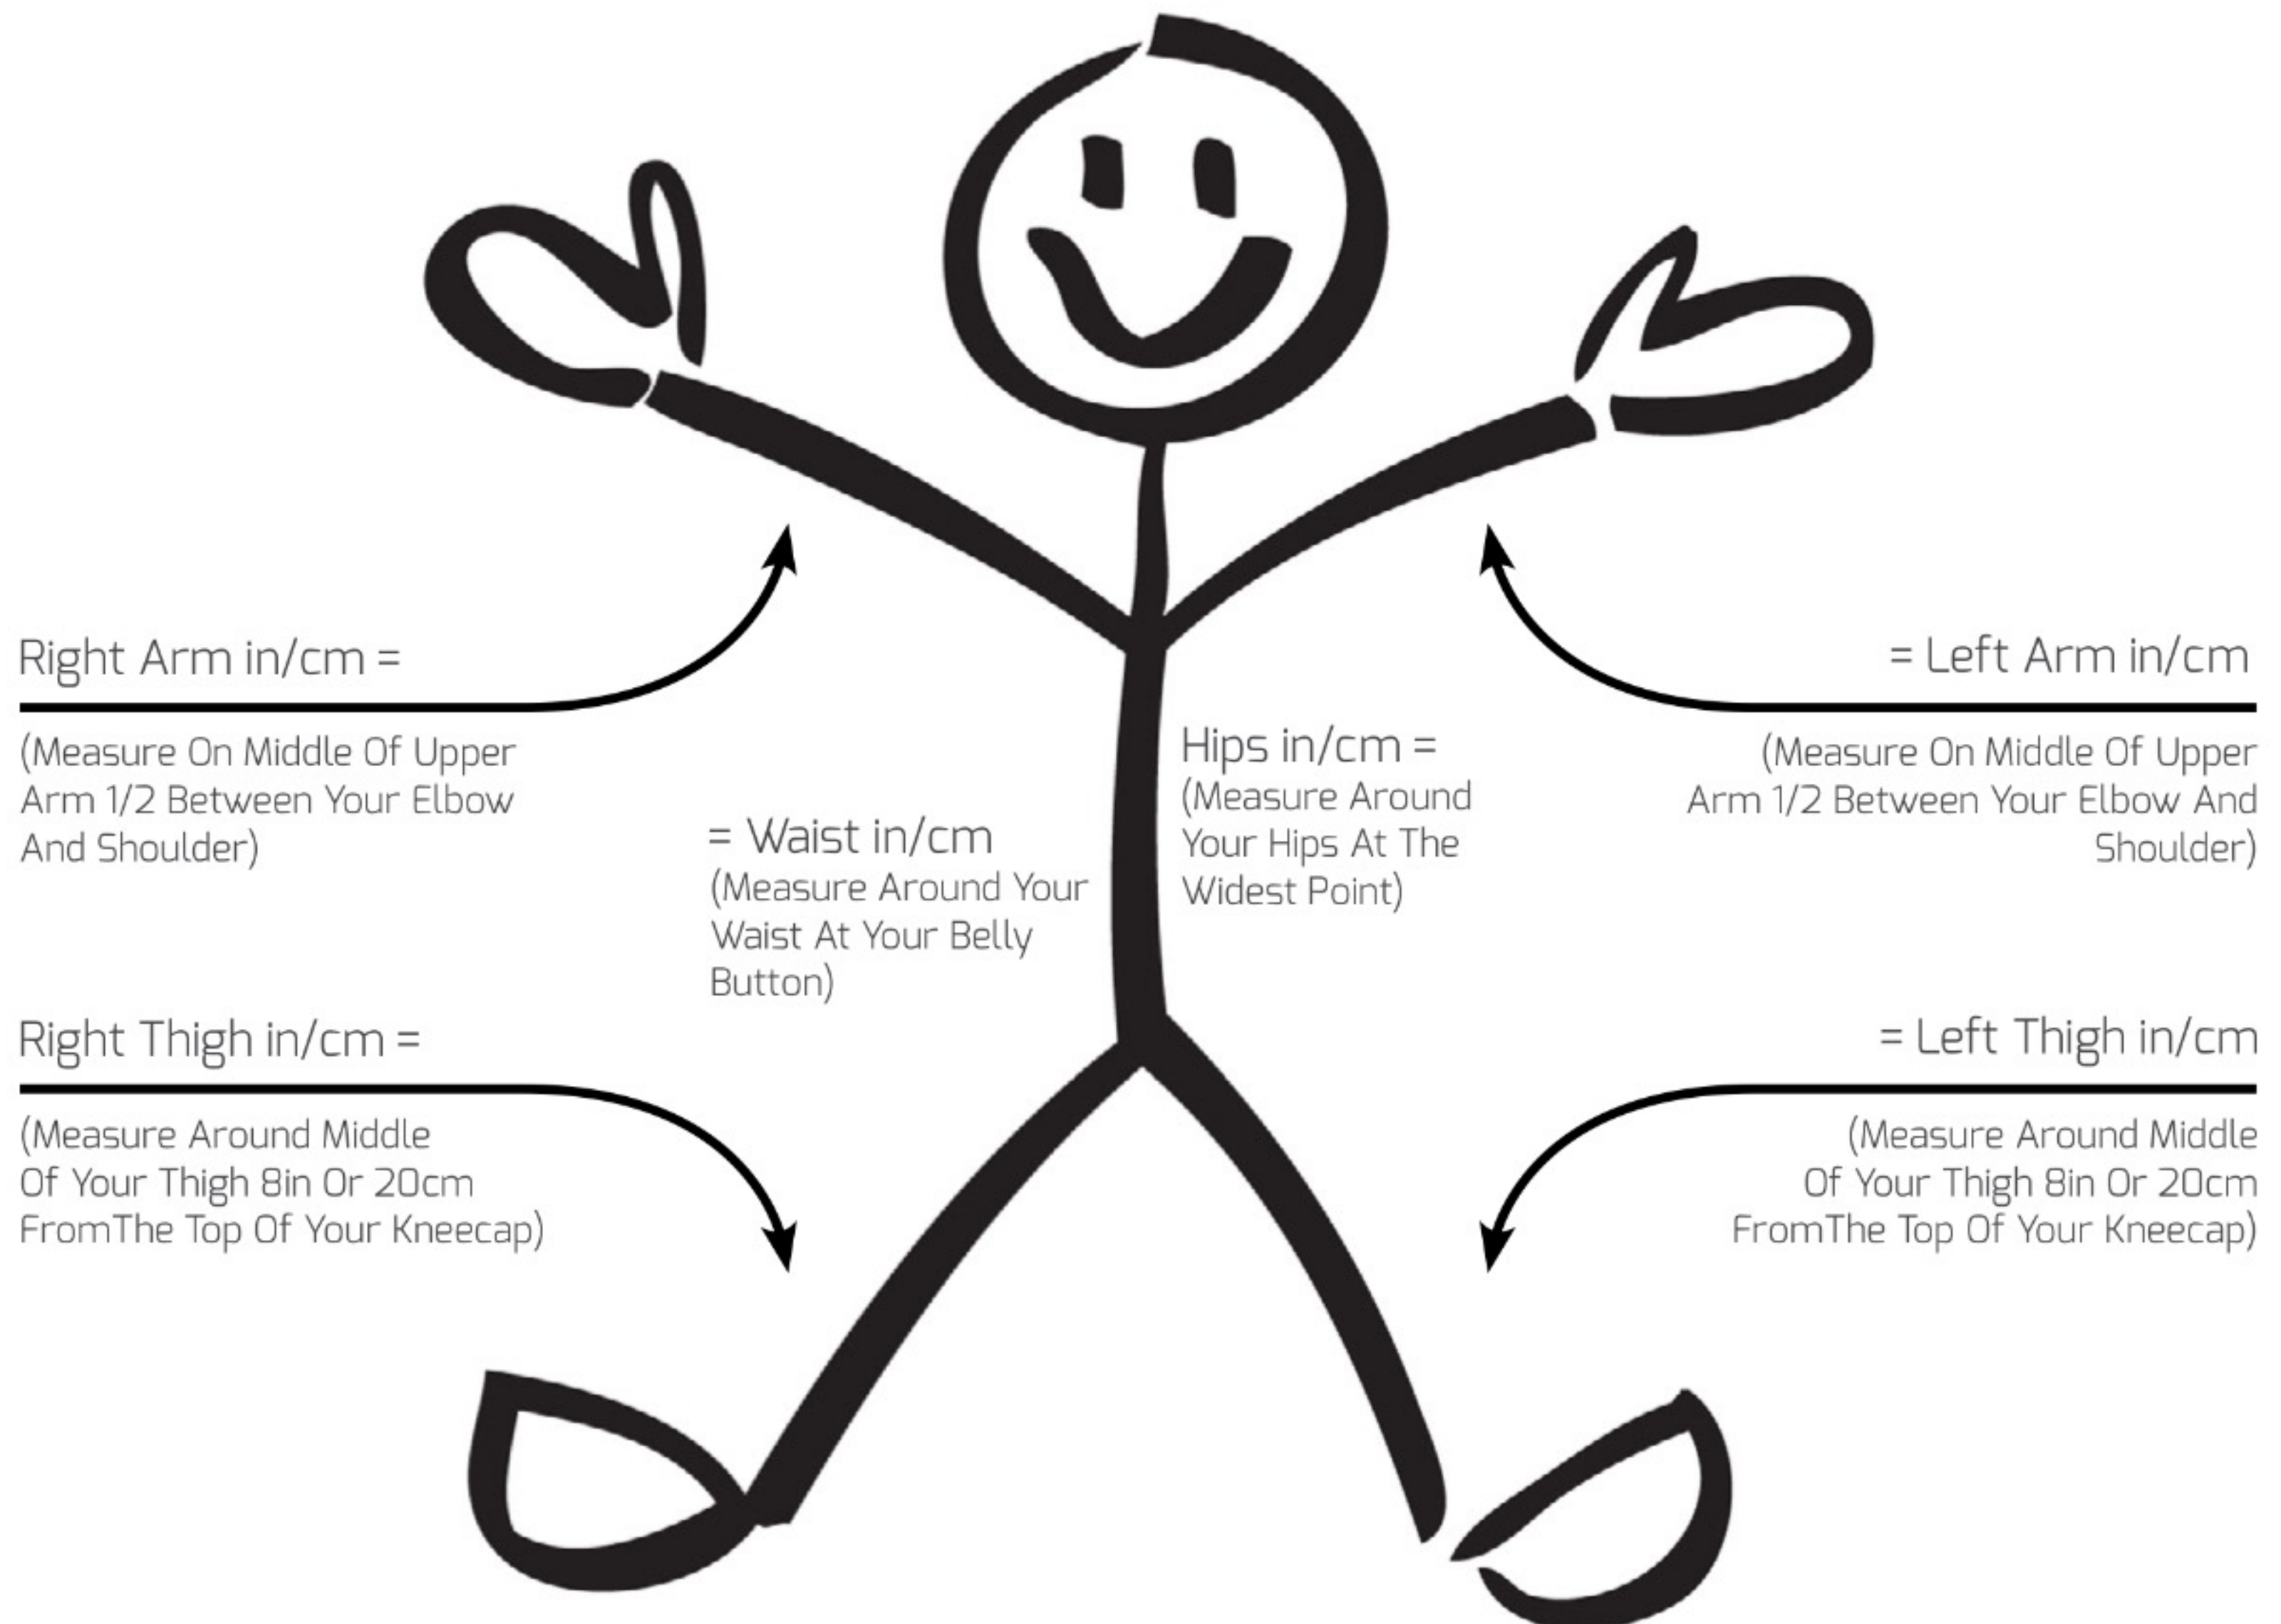 Right Arm in/cm =
(Measure On Middle Of Upper
Arm 1/2 Between Your Elbow
And Shoulder)
= Left Arm in/cm
(Measure On Middle Of Upper
Arm 1/2 Between Your Elbow And
Shoulder)
= Waist in/cm
(Measure Around Your
Waist At Your Belly
Button)
Hips in/cm =
(Measure Around
Your Hips At The
Widest Point)
Right Thigh in/cm =
(Measure Around Middle
Of Your Thigh 8in Or 20cm
FromThe Top Of Your Kneecap)
= Left Thigh in/cm
(Measure Around Middle
Of Your Thigh 8in Or 20cm
FromThe Top Of Your Kneecap)